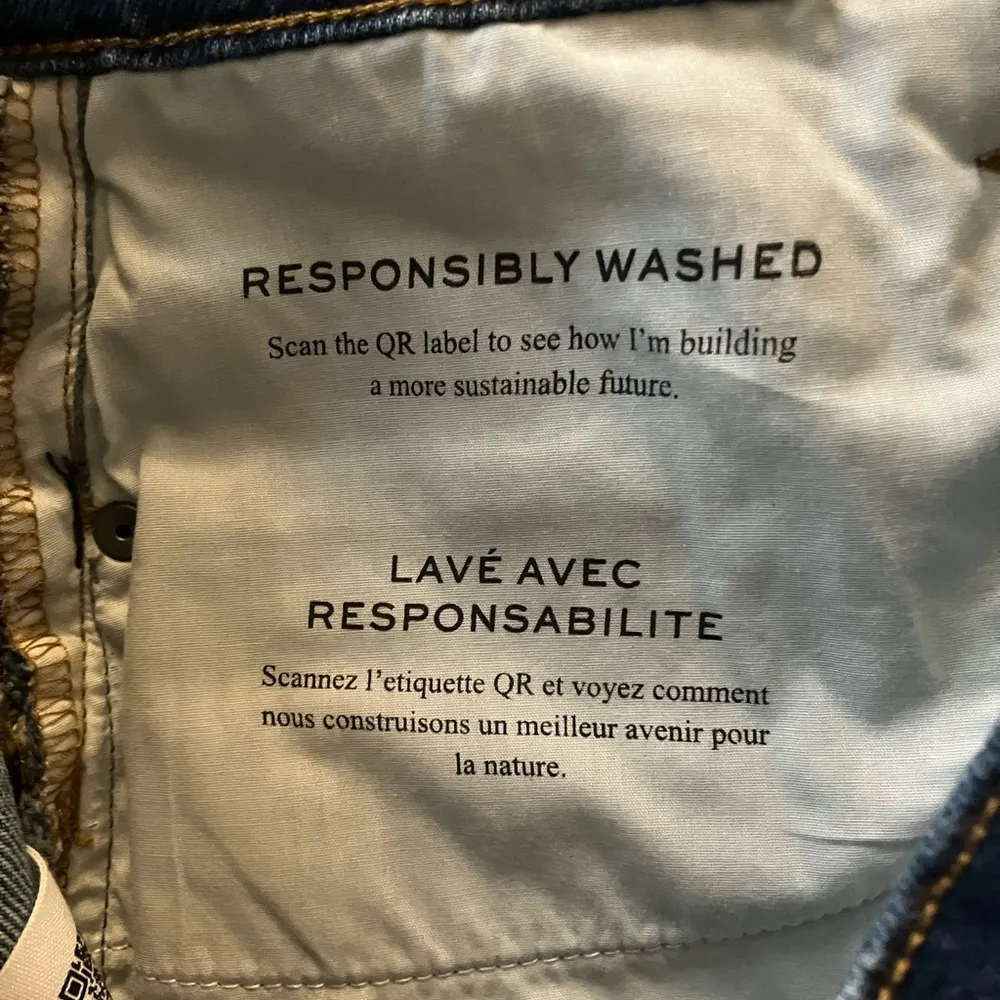 RESPONSIBLY WASHED
Scan the QR label to see how I'm building
a more sustainable future.
LAVÉ AVEC
RESPONSABILITE
Scannez l'etiquette QR et voyez comment
nous construisons un meilleur avenir pour
la nature.